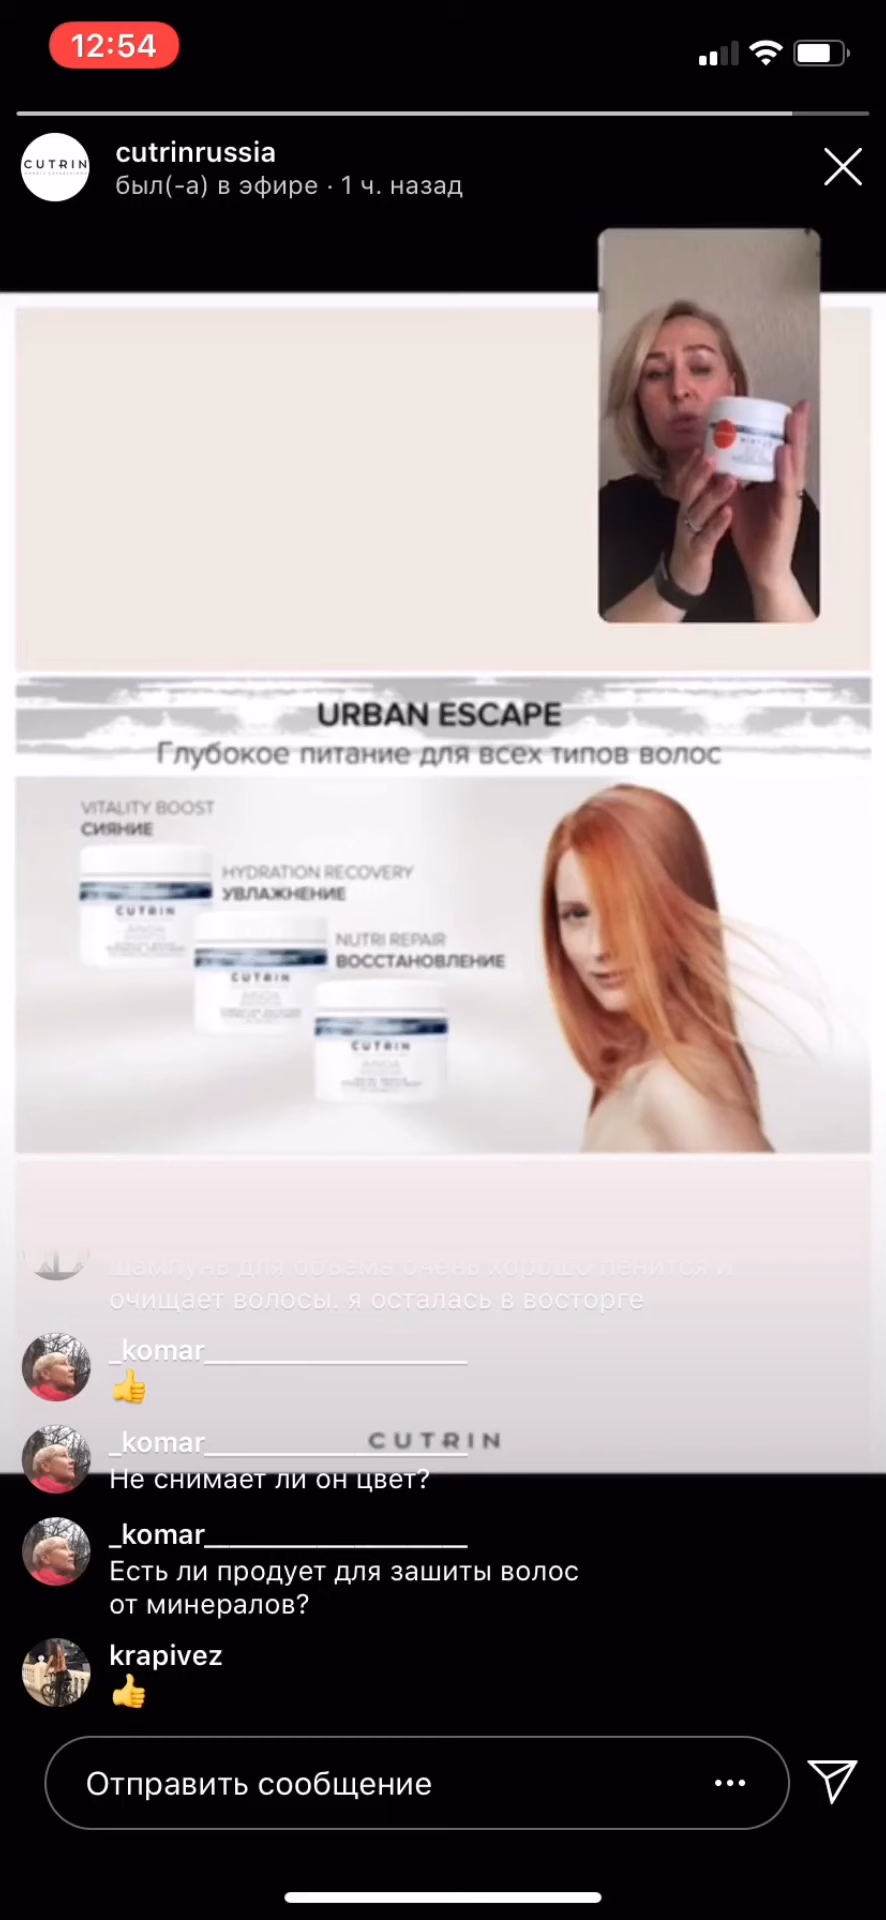 12:54
CUTRIN
cutrinrussia
был(-а) в эфире · 1 ч. назад
URBAN ESCAPE
Глубокое питание для всех типов волос
VITALITY BOOST
СИЯНИЕ
HYDRATION RECOVERY
УВЛАЖНЕНИЕ
NUTRI REPAIR
ВОССТАНОВЛЕНИЕ
CUTRIN
AINOA
CUTRIN
AINOA
CUTRIN
AINOA
шампунь для объема очень хорошо пенится и
очищает волосы. я осталась в восторге
_komar___________________
👍
_komar___________________
CUTRIN
Не снимает ли он цвет?
_komar___________________
Есть ли продует для зашиты волос
от минералов?
krapivez
👍
Отправить сообщение